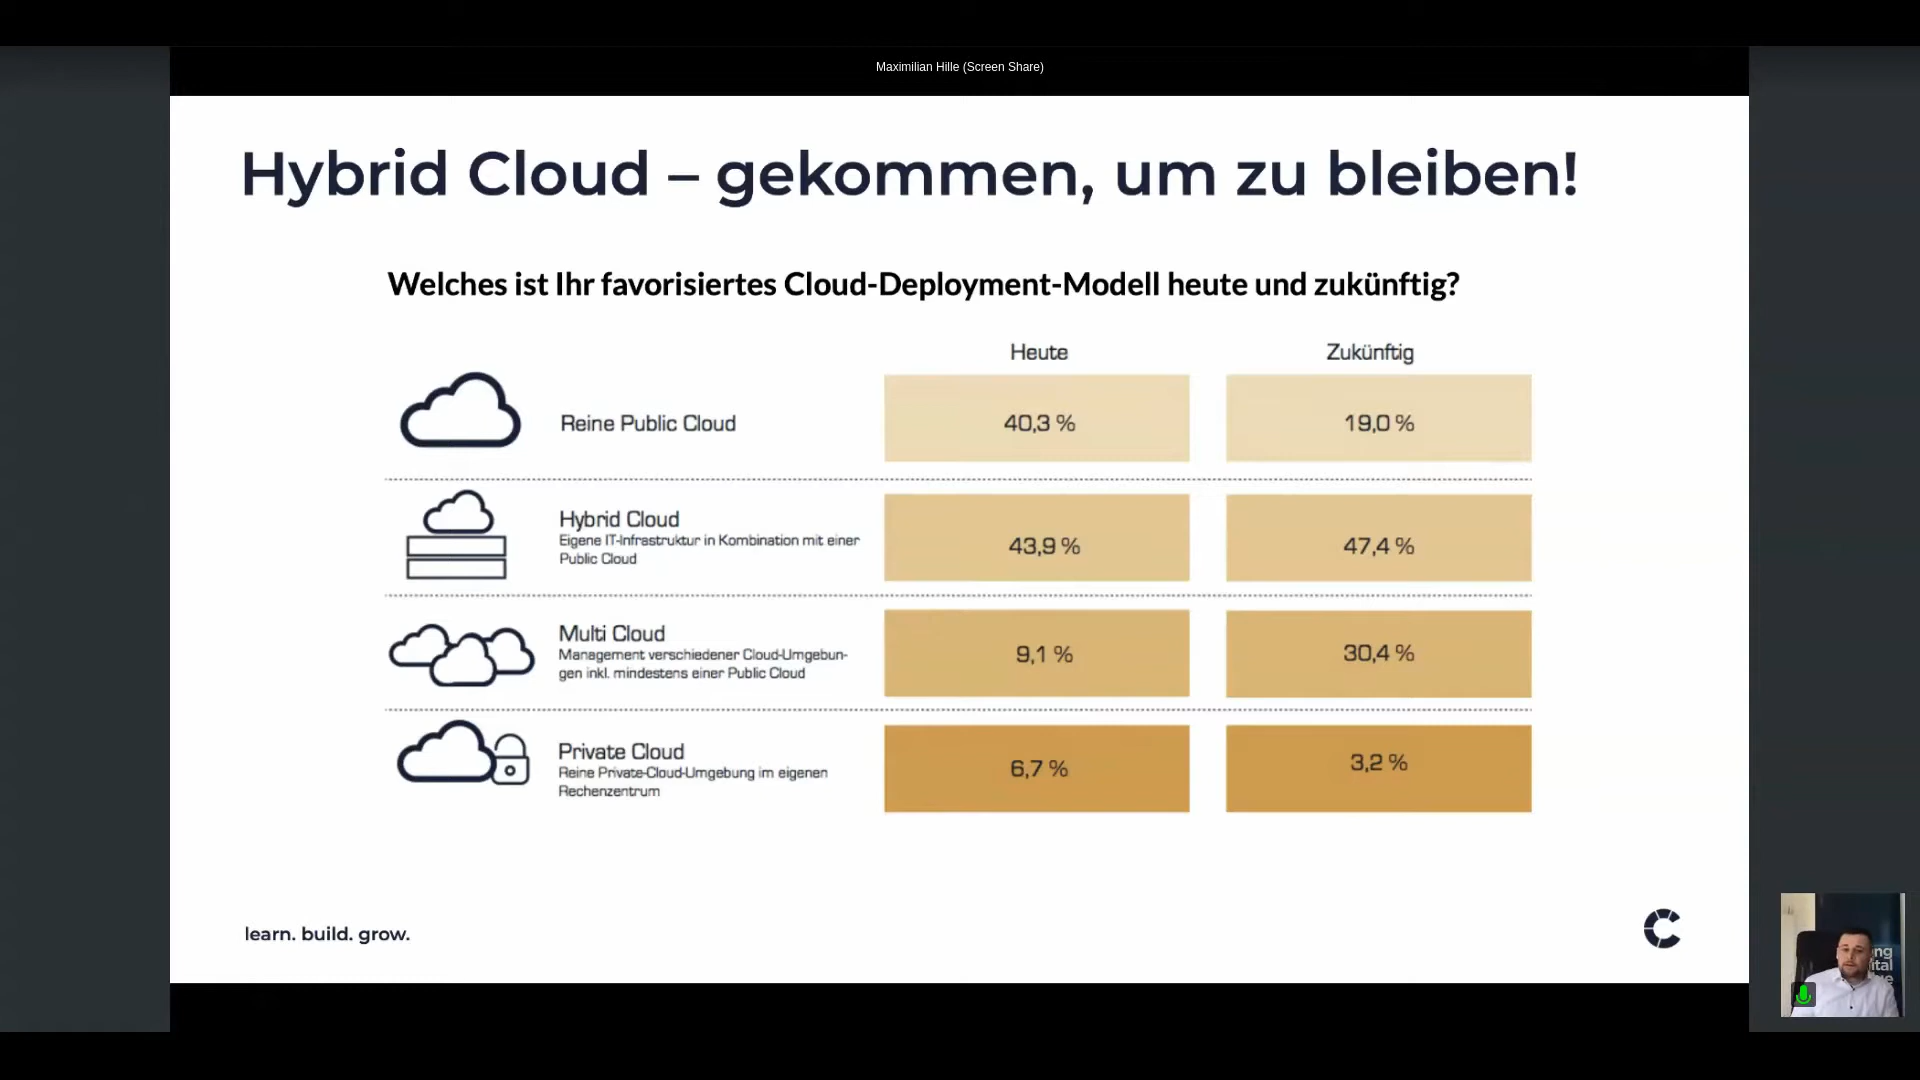 Maximilian Hille (Screen Share)
Hybrid Cloud – gekommen, um zu bleiben!
Welches ist Ihr favorisiertes Cloud-Deployment-Modell heute und zukünftig?
Heute Zukünftig
Reine Public Cloud 40,3 % 19,0 %
Hybrid Cloud
Eigene IT-Infrastruktur in Kombination mit einer
Public Cloud
43,9 % 47,4 %
Multi Cloud
Management verschiedener Cloud-Umgebun-
gen inkl. mindestens einer Public Cloud
9,1 % 30,4 %
Private Cloud
Reine Private-Cloud-Umgebung im eigenen
Rechenzentrum
6,7 % 3,2 %
learn. build. grow.